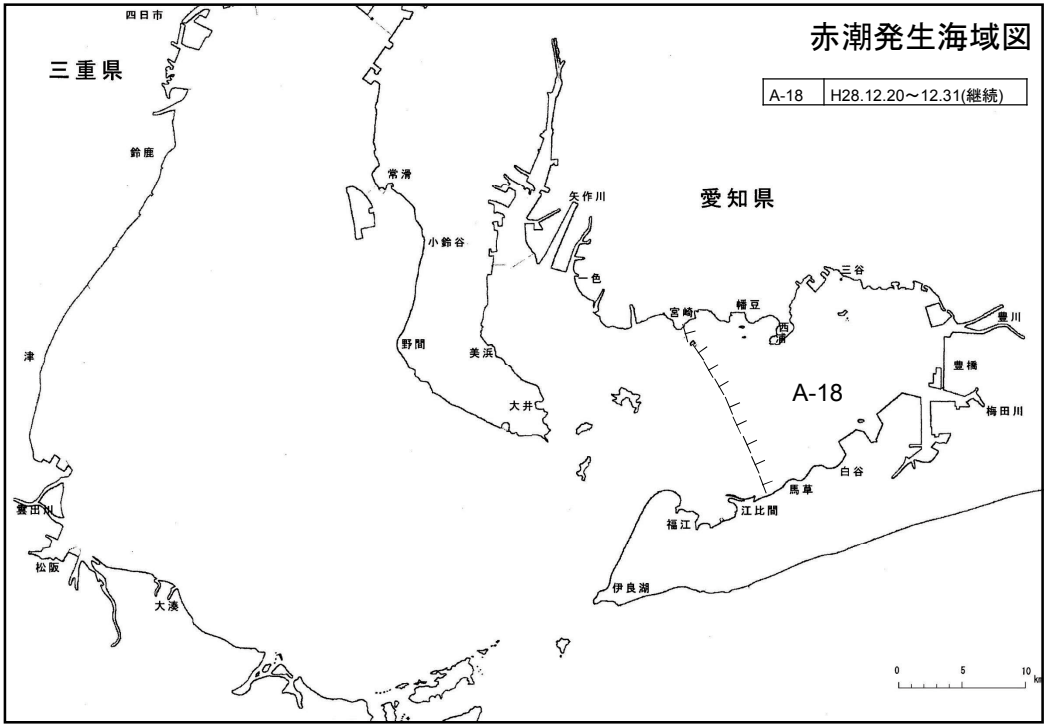 赤潮発生海域図
A-18 H28.12.20～12.31(継続)
四日市
三重県
鈴鹿
常滑
矢作川
愛知県
小鈴谷
一色
三谷
宮崎
幡豆
西浦
豊川
津
野間
美浜
豊橋
大井
A-18
梅田川
白谷
馬草
雲出川
福江
江比間
松阪
大湊
伊良湖
0 5 10
km